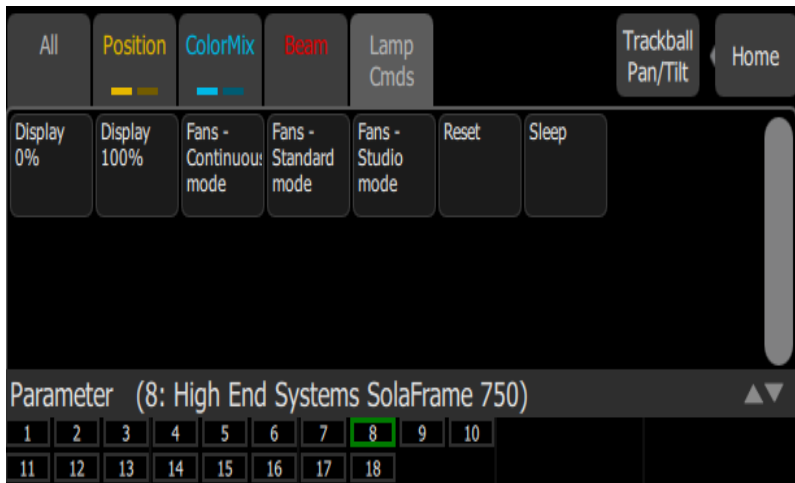 All Position ColorMix Beam Lamp Cmds Trackball Pan/Tilt Home
Display 0%
Display 100%
Fans - Continuous mode
Fans - Standard mode
Fans - Studio mode
Reset
Sleep
Parameter (8: High End Systems SolaFrame 750)
1 2 3 4 5 6 7 8 9 10
11 12 13 14 15 16 17 18